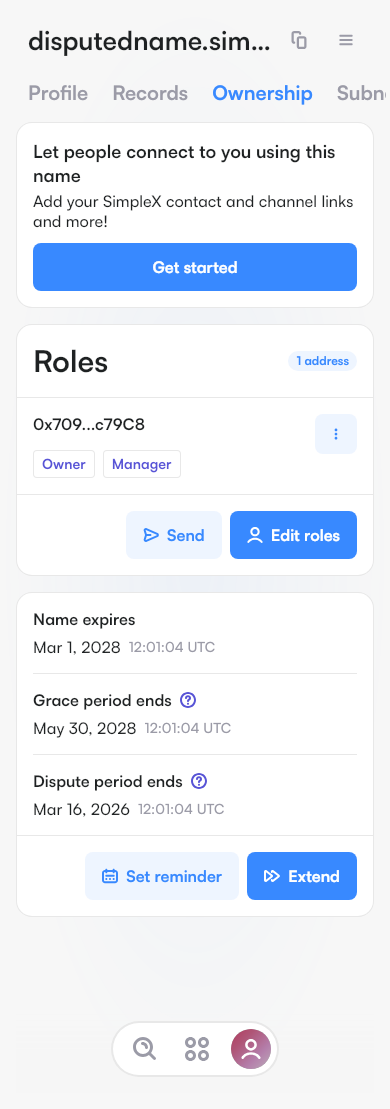 disputedname.sim...
Profile Records Ownership Subn
Let people connect to you using this
name
Add your SimpleX contact and channel links
and more!
Get started
Roles
1 address
0x709...c79C8
Owner Manager
Send Edit roles
Name expires
Mar 1, 2028 12:01:04 UTC
Grace period ends
May 30, 2028 12:01:04 UTC
Dispute period ends
Mar 16, 2026 12:01:04 UTC
Set reminder Extend